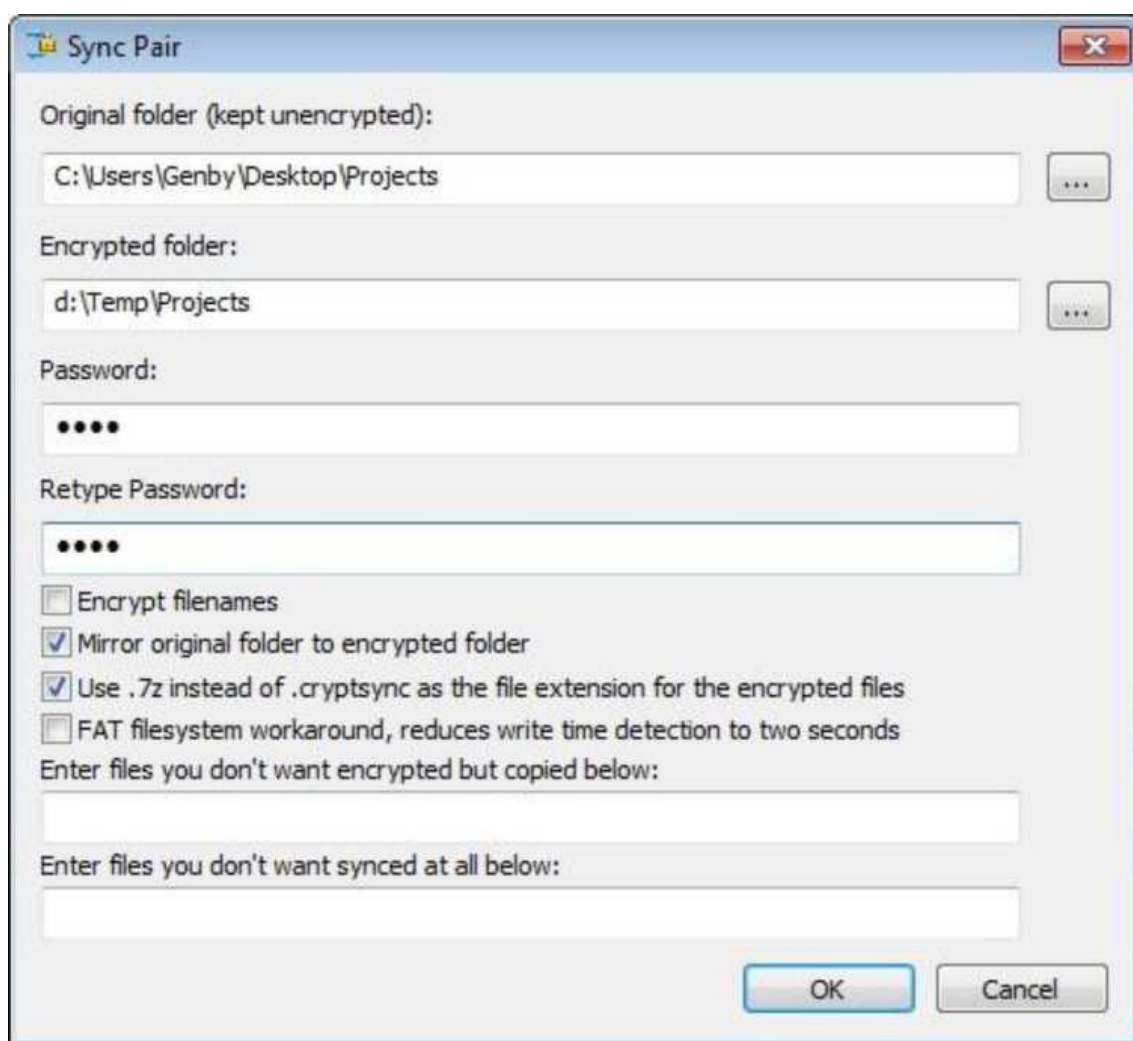 Sync Pair
Original folder (kept unencrypted):
C:\Users\Genby\Desktop\Projects
...
Encrypted folder:
d:\Temp\Projects
...
Password:
••••
Retype Password:
••••
Encrypt filenames
Mirror original folder to encrypted folder
Use .7z instead of .cryptsync as the file extension for the encrypted files
FAT filesystem workaround, reduces write time detection to two seconds
Enter files you don't want encrypted but copied below:
Enter files you don't want synced at all below:
OK
Cancel